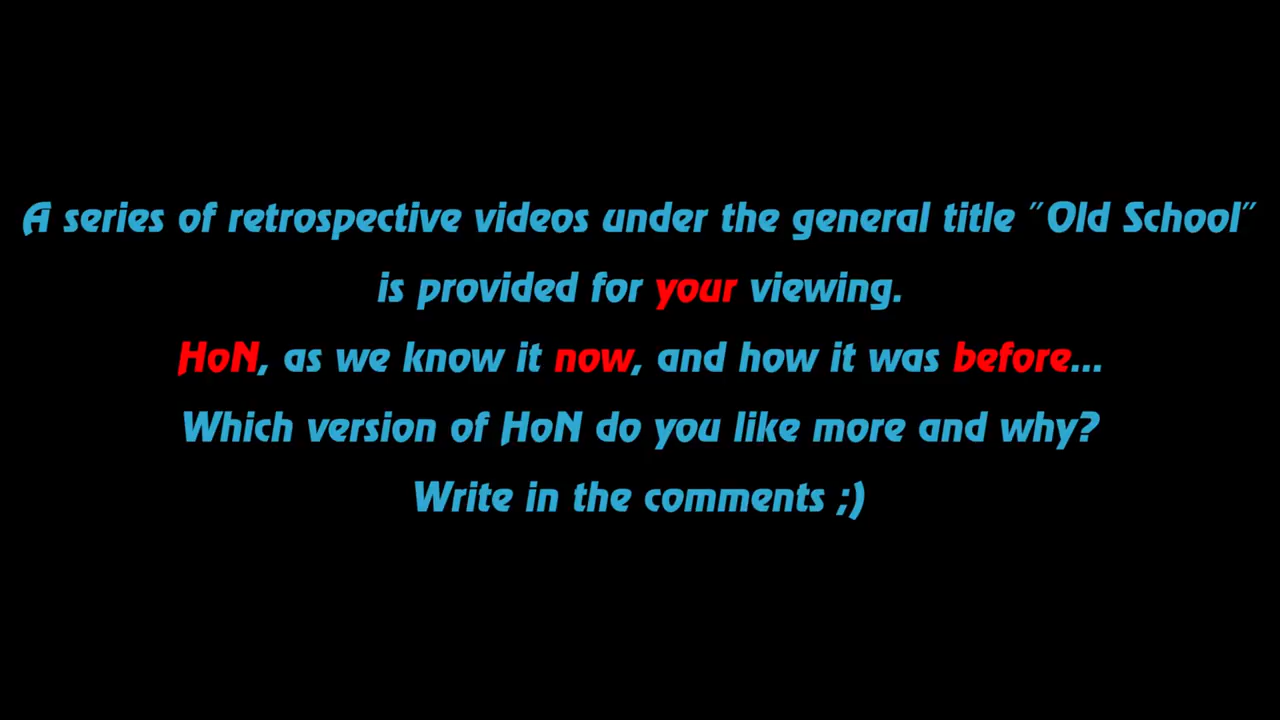 A series of retrospective videos under the general title "Old School"
is provided for your viewing.
HoN, as we know it now, and how it was before...
Which version of HoN do you like more and why?
Write in the comments ;)